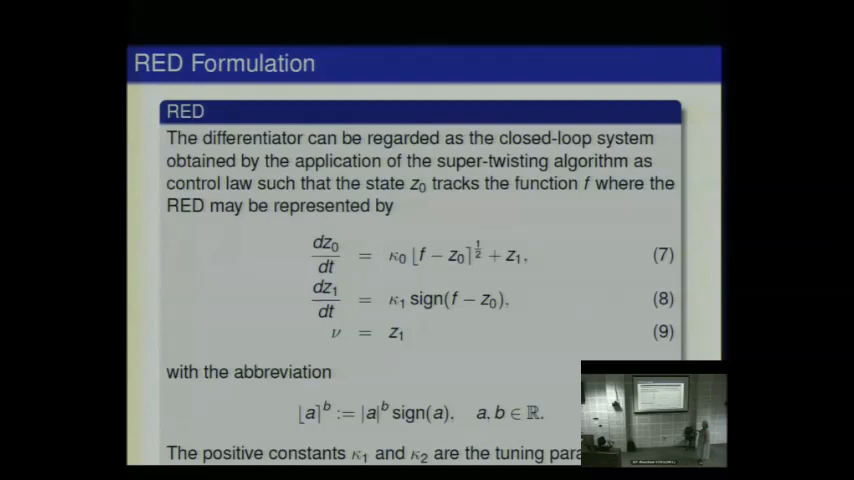 RED Formulation
RED
The differentiator can be regarded as the closed-loop system
obtained by the application of the super-twisting algorithm as
control law such that the state z₀ tracks the function f where the
RED may be represented by
dz₀/dt = κ₀ ⌊f − z₀⌉^(1/2) + z₁, (7)
dz₁/dt = κ₁ sign(f − z₀), (8)
ν = z₁ (9)
with the abbreviation
⌊a⌉^b := |a|^b sign(a), a, b ∈ ℝ.
The positive constants κ₁ and κ₂ are the tuning